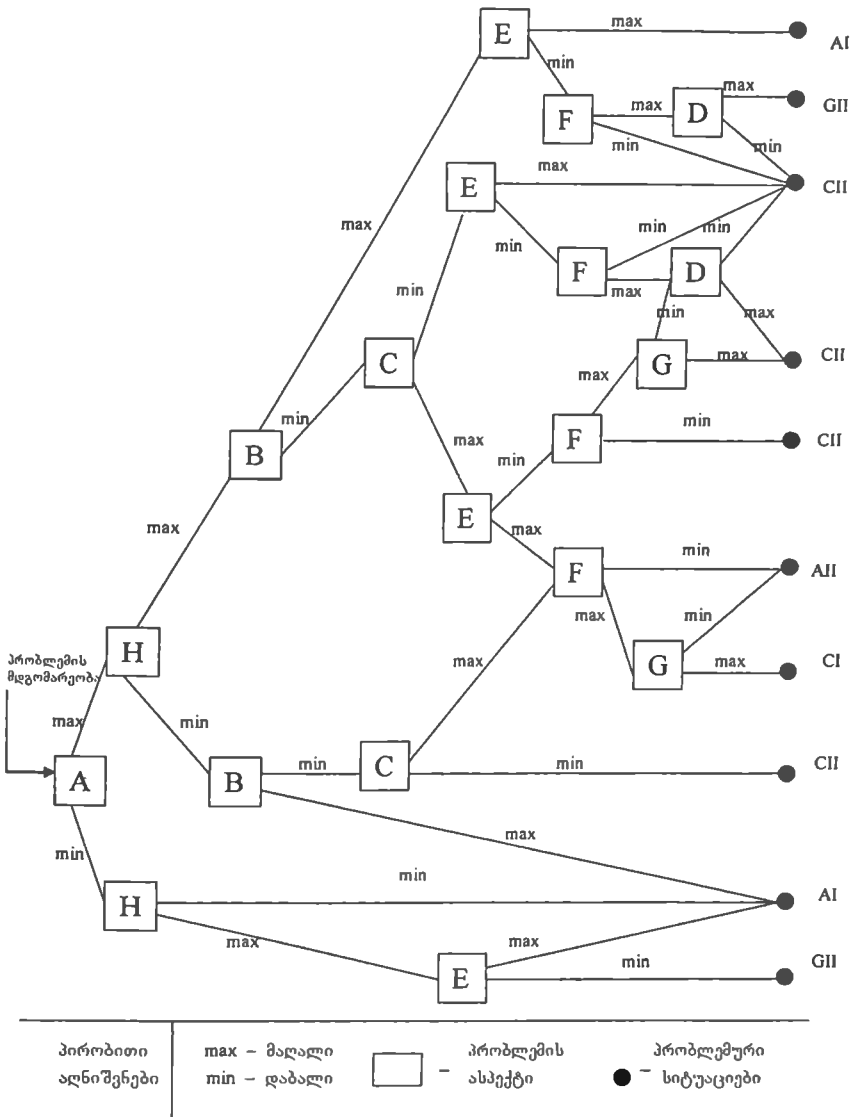 E max AI
min
F max D max GII
min min
E max CII
max min min min
F max D
min min max
C G max CII
min max
B max F min CII
min
E max
max F min AII
H max min
პრობლემის
მდგომარეობა
max G max CI
max min
A B min C min CII
max
min
H min AI
max max
E min GII
პირობითი max – მაღალი – პრობლემის – პრობლემური
აღნიშვნები min – დაბალი ასპექტი სიტუაციები